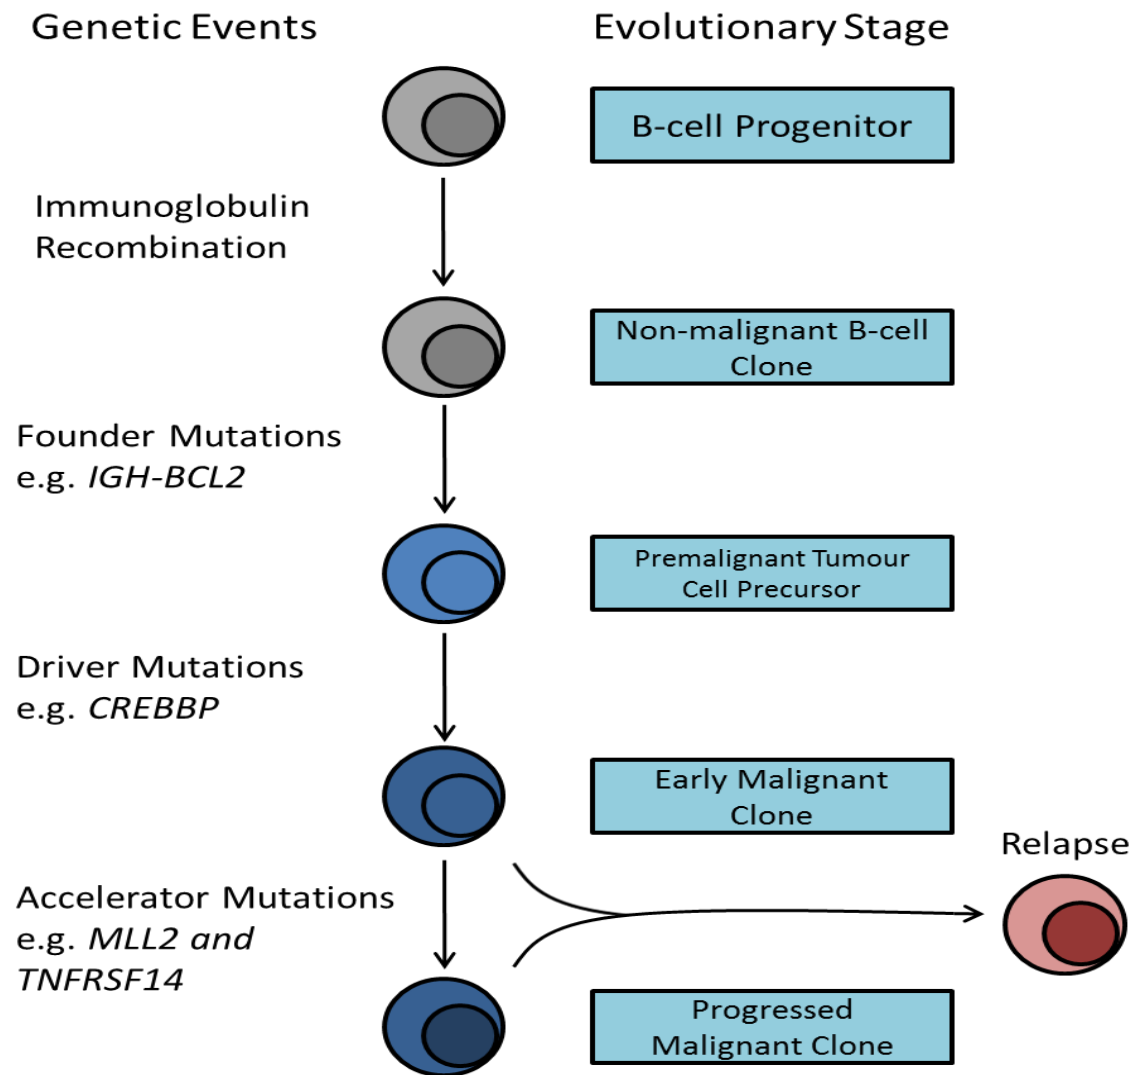 Genetic Events
Evolutionary Stage
B-cell Progenitor
Immunoglobulin
Recombination
Non-malignant B-cell
Clone
Founder Mutations
e.g. IGH-BCL2
Premalignant Tumour
Cell Precursor
Driver Mutations
e.g. CREBBP
Early Malignant
Clone
Relapse
Accelerator Mutations
e.g. MLL2 and
TNFRSF14
Progressed
Malignant Clone